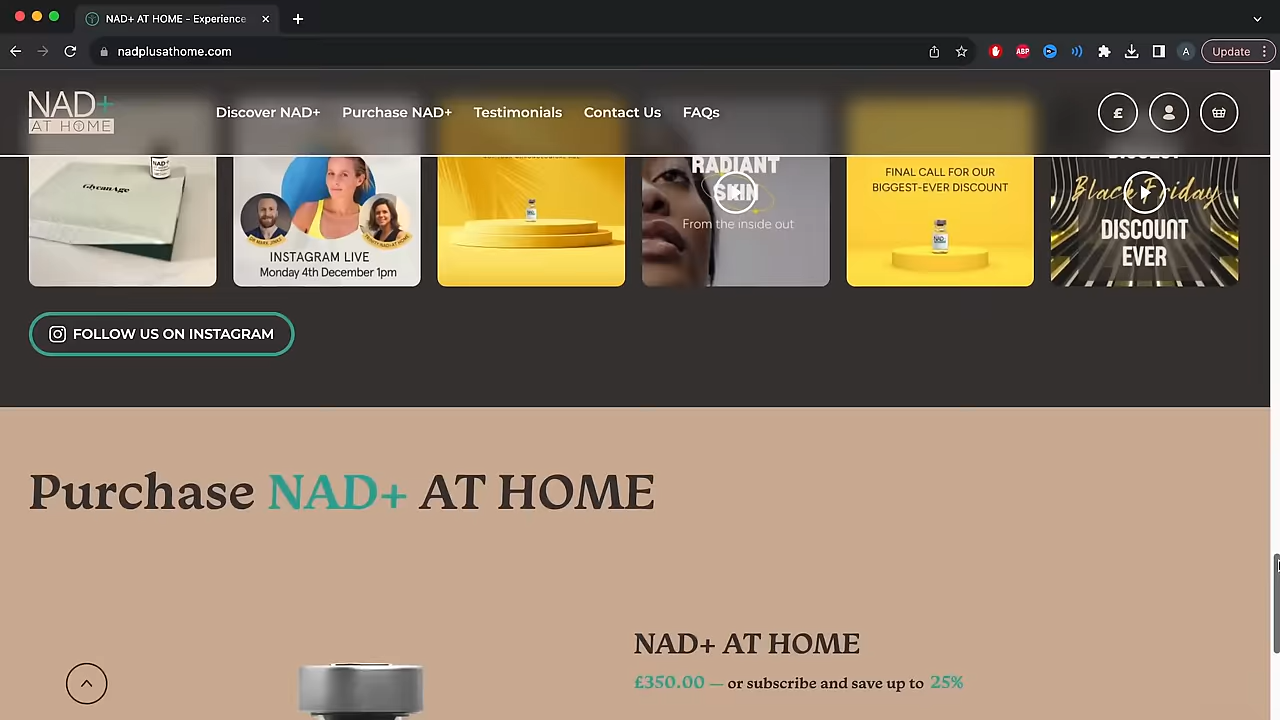 NAD+ AT HOME - Experience
nadplusathome.com
ABP
A
Update
NAD+
AT HOME
Discover NAD+
Purchase NAD+
Testimonials
Contact Us
FAQs
£
GlycanAge
NAD+
INSTAGRAM LIVE
Monday 4th December 1pm
RADIANT
SKIN
From the inside out
FINAL CALL FOR OUR
BIGGEST-EVER DISCOUNT
Black Friday
DISCOUNT
EVER
FOLLOW US ON INSTAGRAM
Purchase NAD+ AT HOME
NAD+ AT HOME
£350.00 — or subscribe and save up to 25%